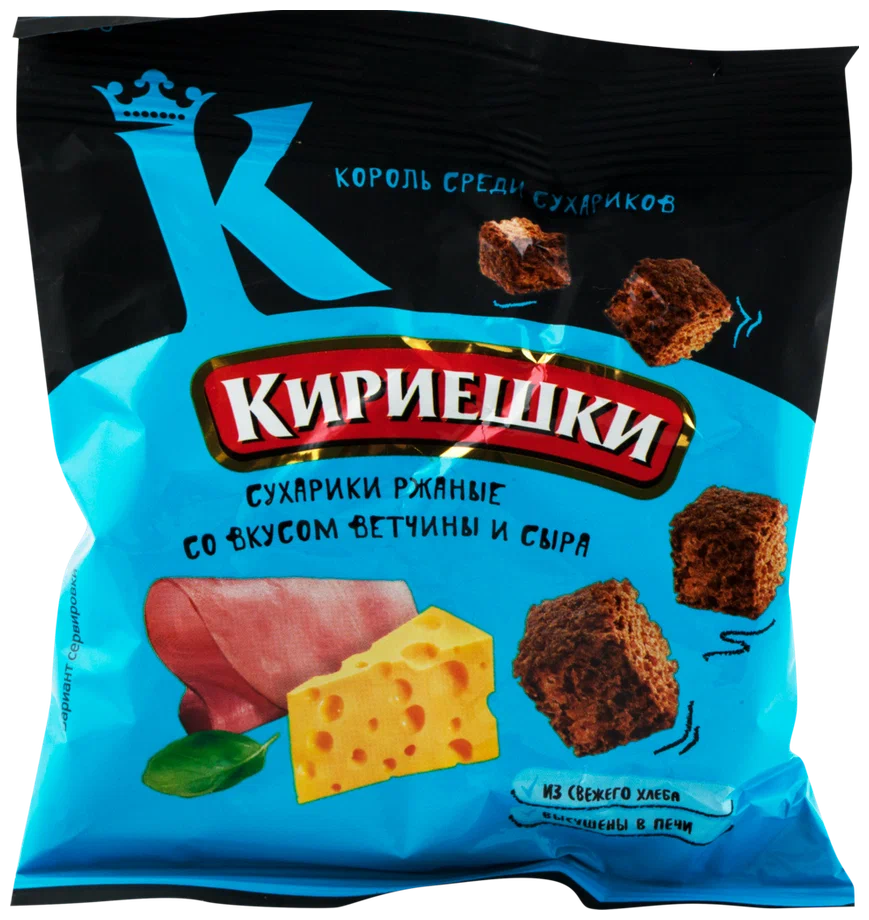 К
КОРОЛЬ СРЕДИ СУХАРИКОВ
КИРИЕШКИ
СУХАРИКИ РЖАНЫЕ
СО ВКУСОМ ВЕТЧИНЫ И СЫРА
Вариант сервировки
ИЗ СВЕЖЕГО ХЛЕБА
ВЫСУШЕНЫ В ПЕЧИ